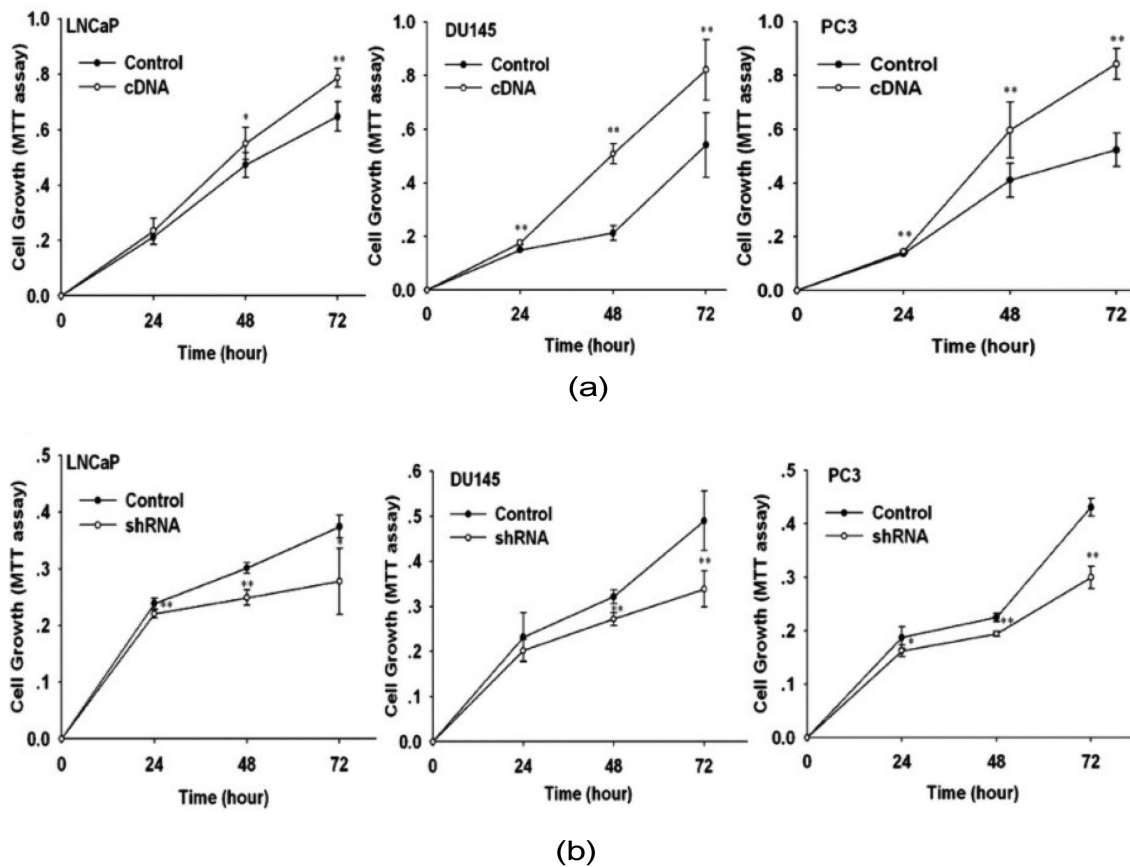 LNCaP
Control
cDNA
Cell Growth (MTT assay)
1.0
.8
.6
.4
.2
0.0
*
**
0 24 48 72
Time (hour)
DU145
Control
cDNA
Cell Growth (MTT assay)
1.0
.8
.6
.4
.2
0.0
**
**
**
0 24 48 72
Time (hour)
PC3
Control
cDNA
Cell Growth (MTT assay)
1.0
.8
.6
.4
.2
0.0
**
**
**
0 24 48 72
Time (hour)
(a)
LNCaP
Control
shRNA
Cell Growth (MTT assay)
.5
.4
.3
.2
.1
0.0
**
**
*
0 24 48 72
Time (hour)
DU145
Control
shRNA
Cell Growth (MTT assay)
.6
.5
.4
.3
.2
.1
0.0
**
**
0 24 48 72
Time (hour)
PC3
Control
shRNA
Cell Growth (MTT assay)
.5
.4
.3
.2
.1
0.0
*
**
**
0 24 48 72
Time (hour)
(b)